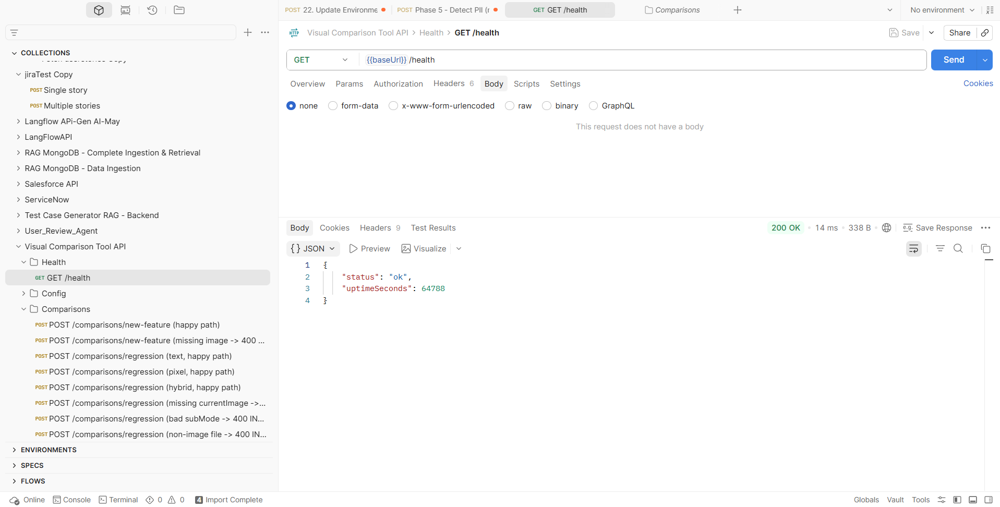 POST 22. Update Environme
POST Phase 5 - Detect PII (r
GET GET /health
Comparisons
No environment
COLLECTIONS
jiraTest Copy
POST Single story
POST Multiple stories
Langflow APi-Gen AI-May
LangFlowAPI
RAG MongoDB - Complete Ingestion & Retrieval
RAG MongoDB - Data Ingestion
Salesforce API
ServiceNow
Test Case Generator RAG - Backend
User_Review_Agent
Visual Comparison Tool API
Health
GET GET /health
Config
Comparisons
POST POST /comparisons/new-feature (happy path)
POST POST /comparisons/new-feature (missing image -> 400 ...
POST POST /comparisons/regression (text, happy path)
POST POST /comparisons/regression (pixel, happy path)
POST POST /comparisons/regression (hybrid, happy path)
POST POST /comparisons/regression (missing currentImage ->...
POST POST /comparisons/regression (bad subMode -> 400 IN...
POST POST /comparisons/regression (non-image file -> 400 IN...
ENVIRONMENTS
SPECS
FLOWS
HTTP Visual Comparison Tool API > Health > GET /health
Save
Share
GET
{{baseUrl}} /health
Send
Overview Params Authorization Headers 6 Body Scripts Settings
Cookies
none form-data x-www-form-urlencoded raw binary GraphQL
This request does not have a body
Body Cookies Headers 9 Test Results
200 OK • 14 ms • 338 B •
e.g. Save Response
{} JSON Preview Visualize
1 {
2 "status": "ok",
3 "uptimeSeconds": 64788
4 }
Online Console Terminal 0 0 4 Import Complete
Globals Vault Tools